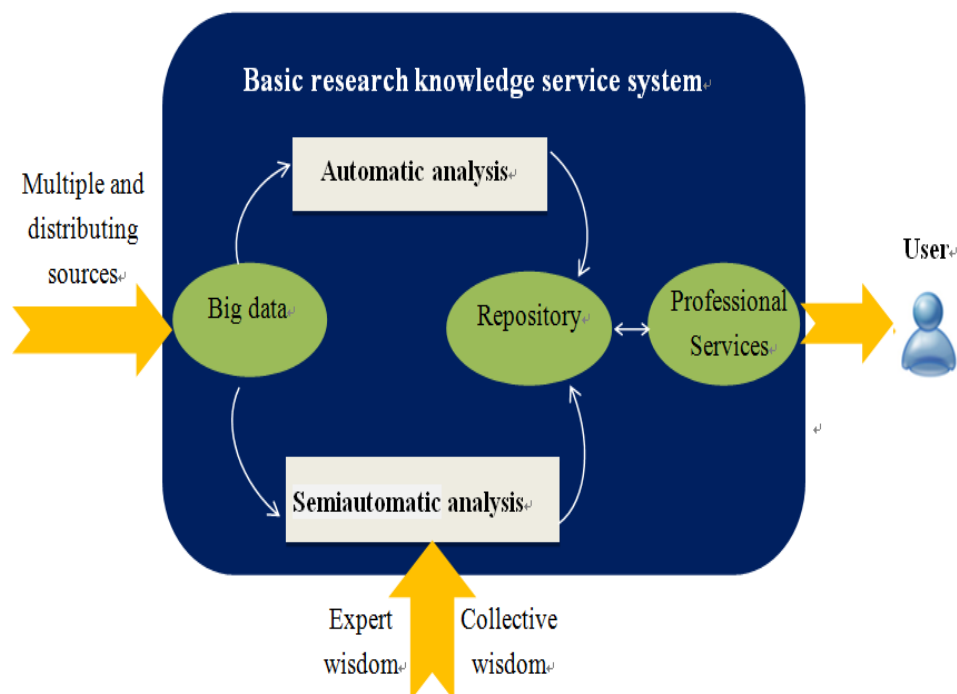 Basic research knowledge service system
Automatic analysis
Multiple and
distributing
sources
User
Big data
Repository
Professional
Services
Semiautomatic analysis
Expert
wisdom
Collective
wisdom